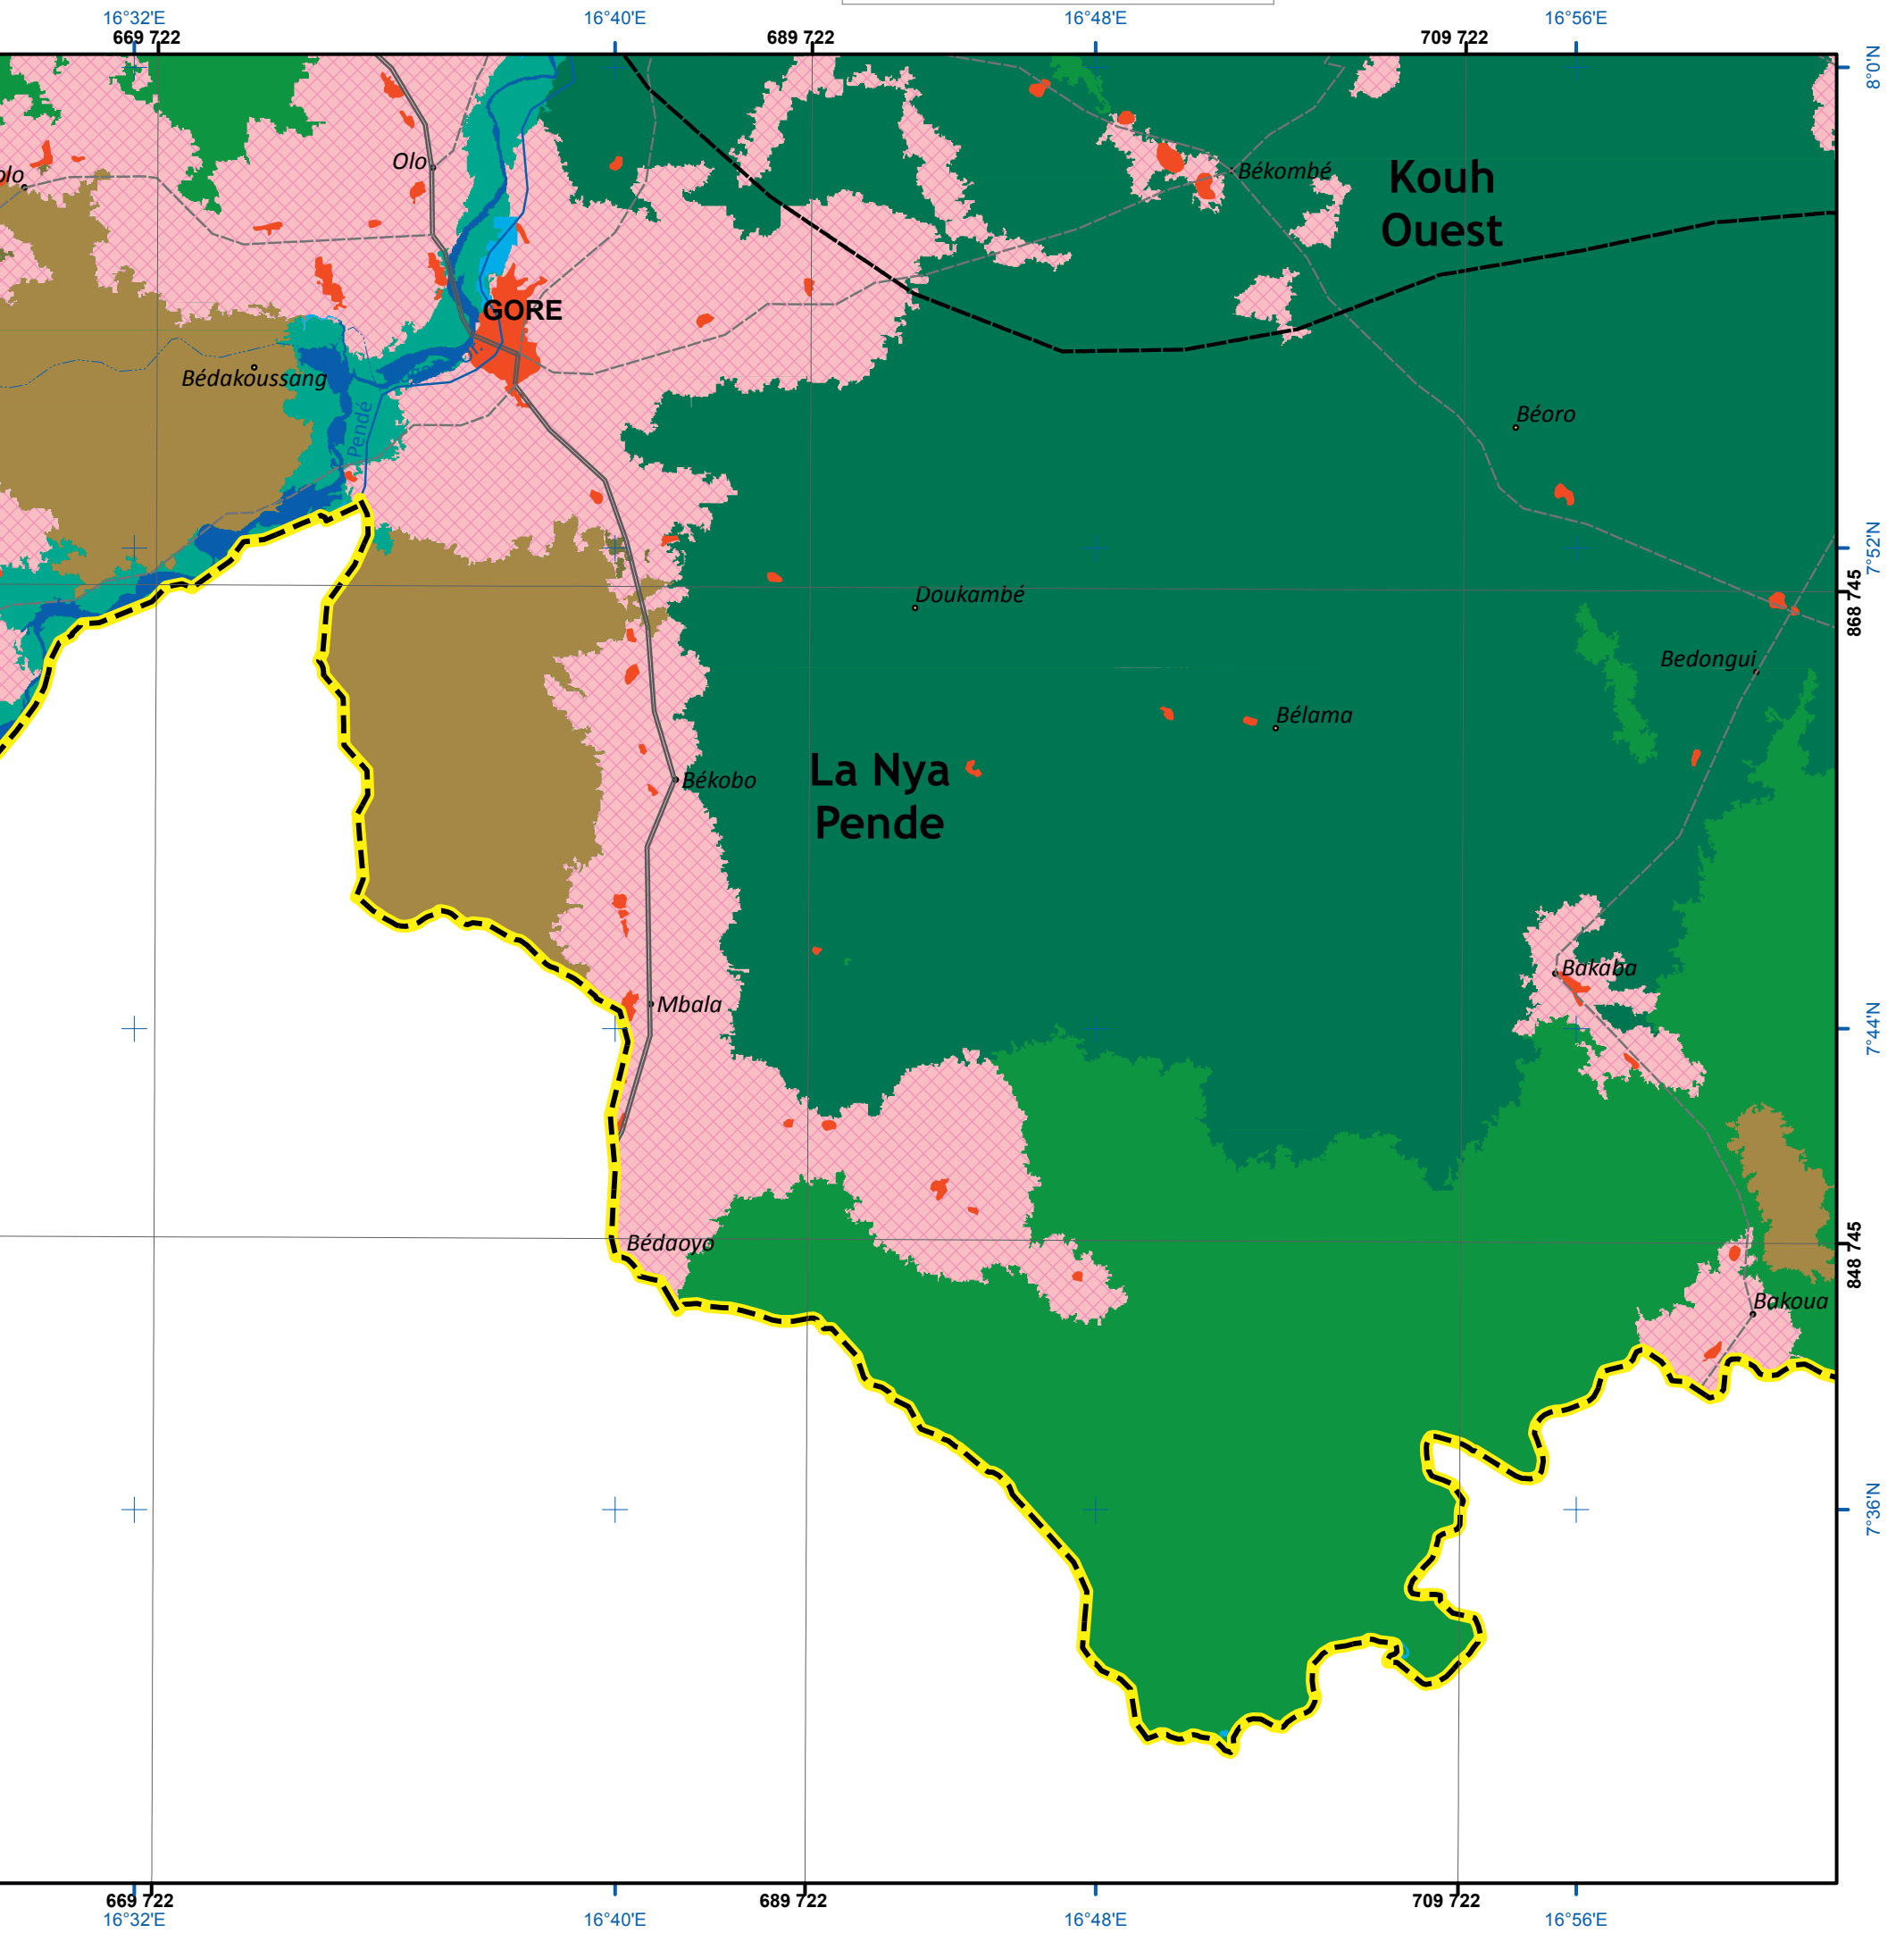 16°32'E 16°40'E 16°48'E 16°56'E
669 722 689 722 709 722
8°0'N
Olo
olo
Békombé
Kouh
Ouest
GORE
Bédakoussang
Pendé
Béoro
7°52'N
868 745
Doukambé
Bedongui
Bélama
Békobo
La Nya
Pende
Bakaba
Mbala
7°44'N
Bédaoyo
848 745
Bakoua
7°36'N
669 722 689 722 709 722
16°32'E 16°40'E 16°48'E 16°56'E